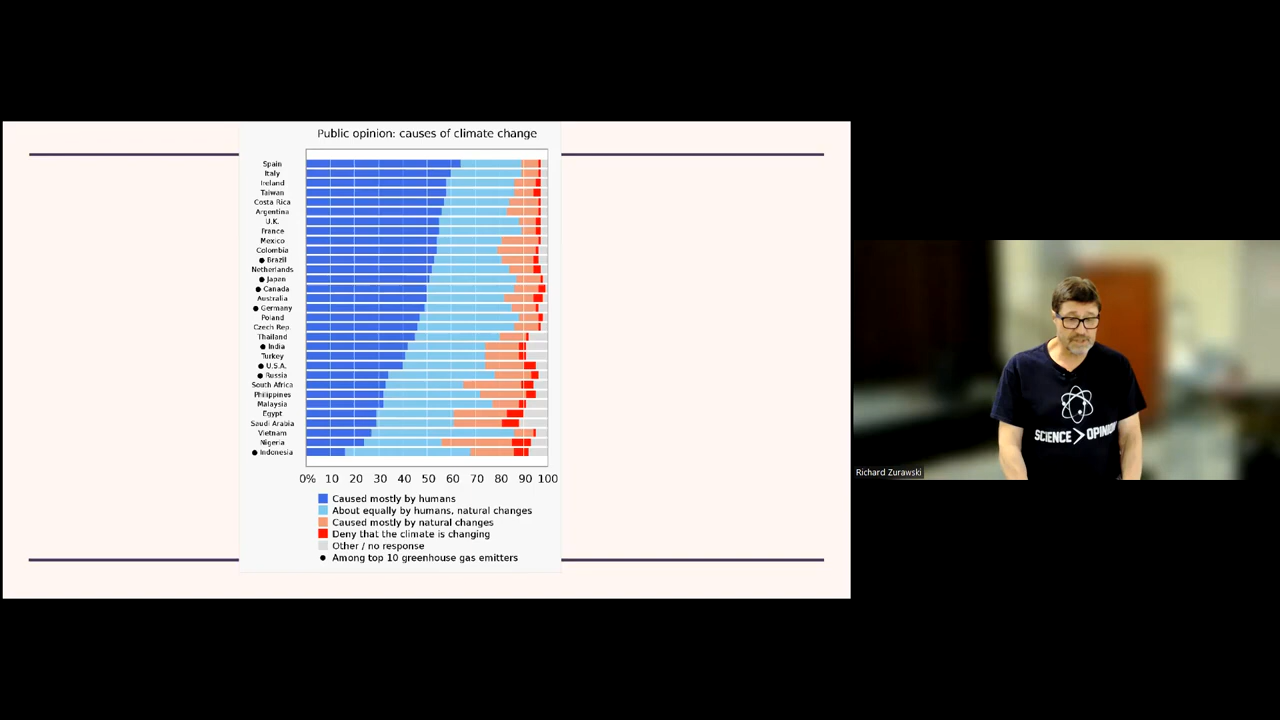 Public opinion: causes of climate change
Spain
Italy
Ireland
Taiwan
Costa Rica
Argentina
U.K.
France
Mexico
Colombia
● Brazil
Netherlands
● Japan
● Canada
Australia
● Germany
Poland
Czech Rep.
Thailand
● India
Turkey
● U.S.A.
● Russia
South Africa
Philippines
Malaysia
Egypt
Saudi Arabia
Vietnam
Nigeria
● Indonesia
0% 10 20 30 40 50 60 70 80 90 100
Caused mostly by humans
About equally by humans, natural changes
Caused mostly by natural changes
Deny that the climate is changing
Other / no response
● Among top 10 greenhouse gas emitters
SCIENCE > OPINION
Richard Zurawski